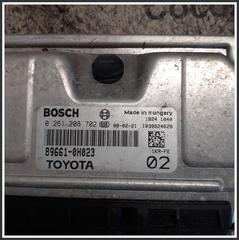 BOSCH
Made in Hungary
1824 1040
0 261 208 702 08-02-21 1039S24628
89661-0H023 1KR-FE
TOYOTA 02